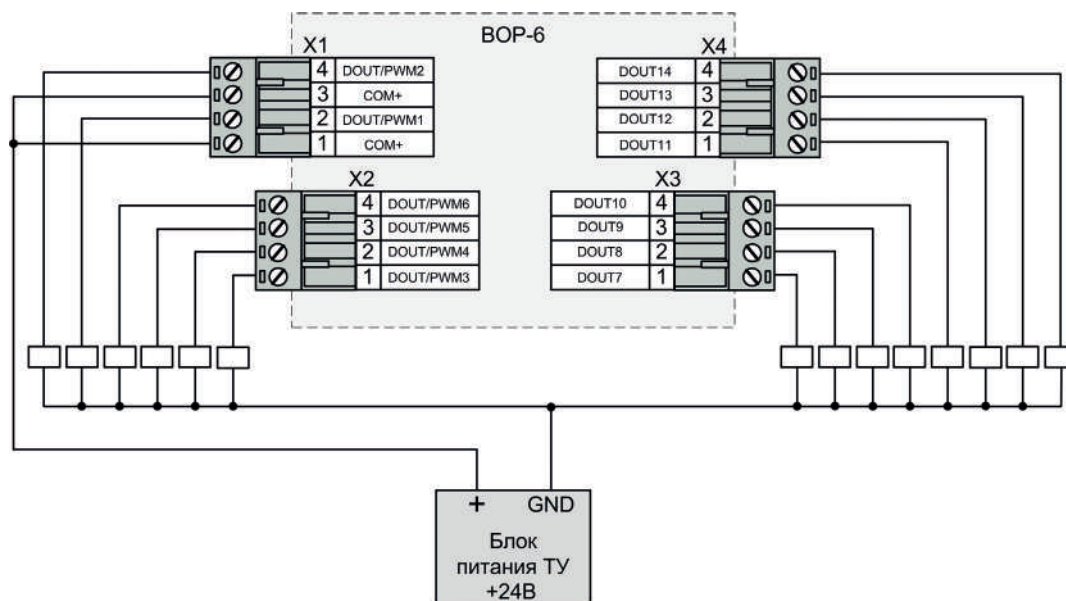 ВОР-6
X1
4 DOUT/PWM2
3 COM+
2 DOUT/PWM1
1 COM+
X4
DOUT14 4
DOUT13 3
DOUT12 2
DOUT11 1
X2
4 DOUT/PWM6
3 DOUT/PWM5
2 DOUT/PWM4
1 DOUT/PWM3
X3
DOUT10 4
DOUT9 3
DOUT8 2
DOUT7 1
+ GND
Блок
питания ТУ
+24В